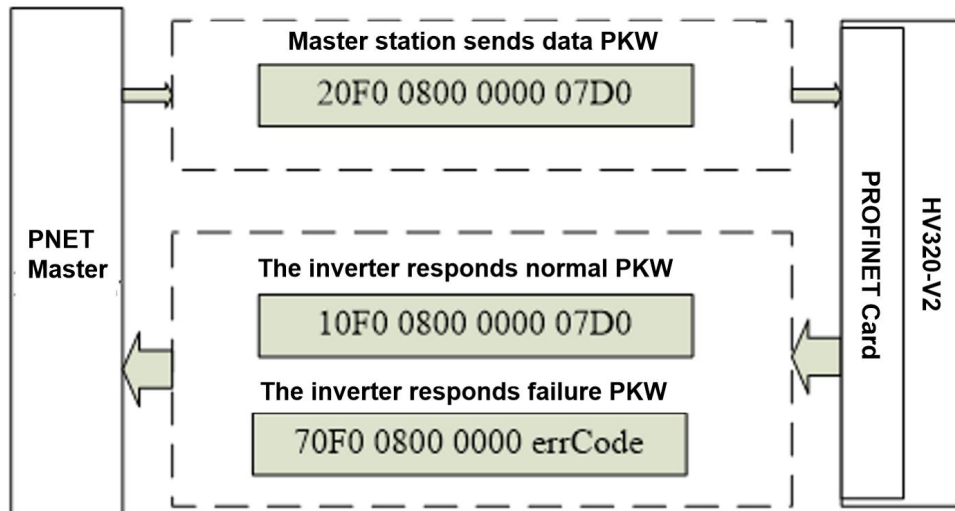 Master station sends data PKW
20F0 0800 0000 07D0
PNET
Master
The inverter responds normal PKW
10F0 0800 0000 07D0
The inverter responds failure PKW
70F0 0800 0000 errCode
PROFINET Card
HV320-V2